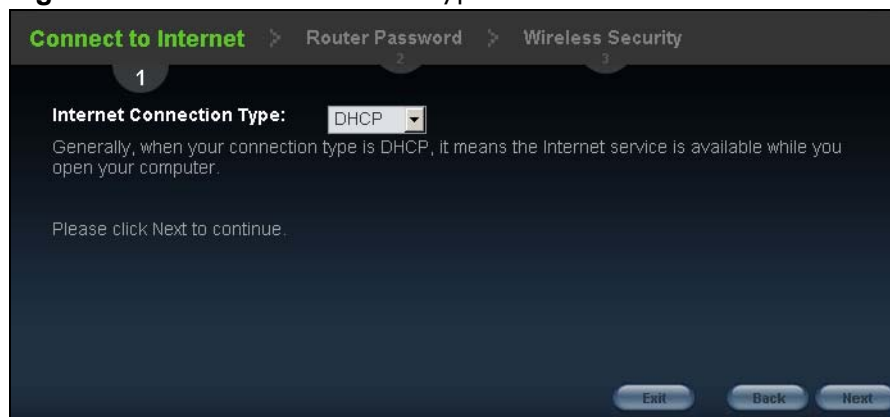 Connect to Internet > Router Password > Wireless Security
1 2 3
Internet Connection Type: DHCP
Generally, when your connection type is DHCP, it means the Internet service is available while you
open your computer.
Please click Next to continue.
Exit Back Next